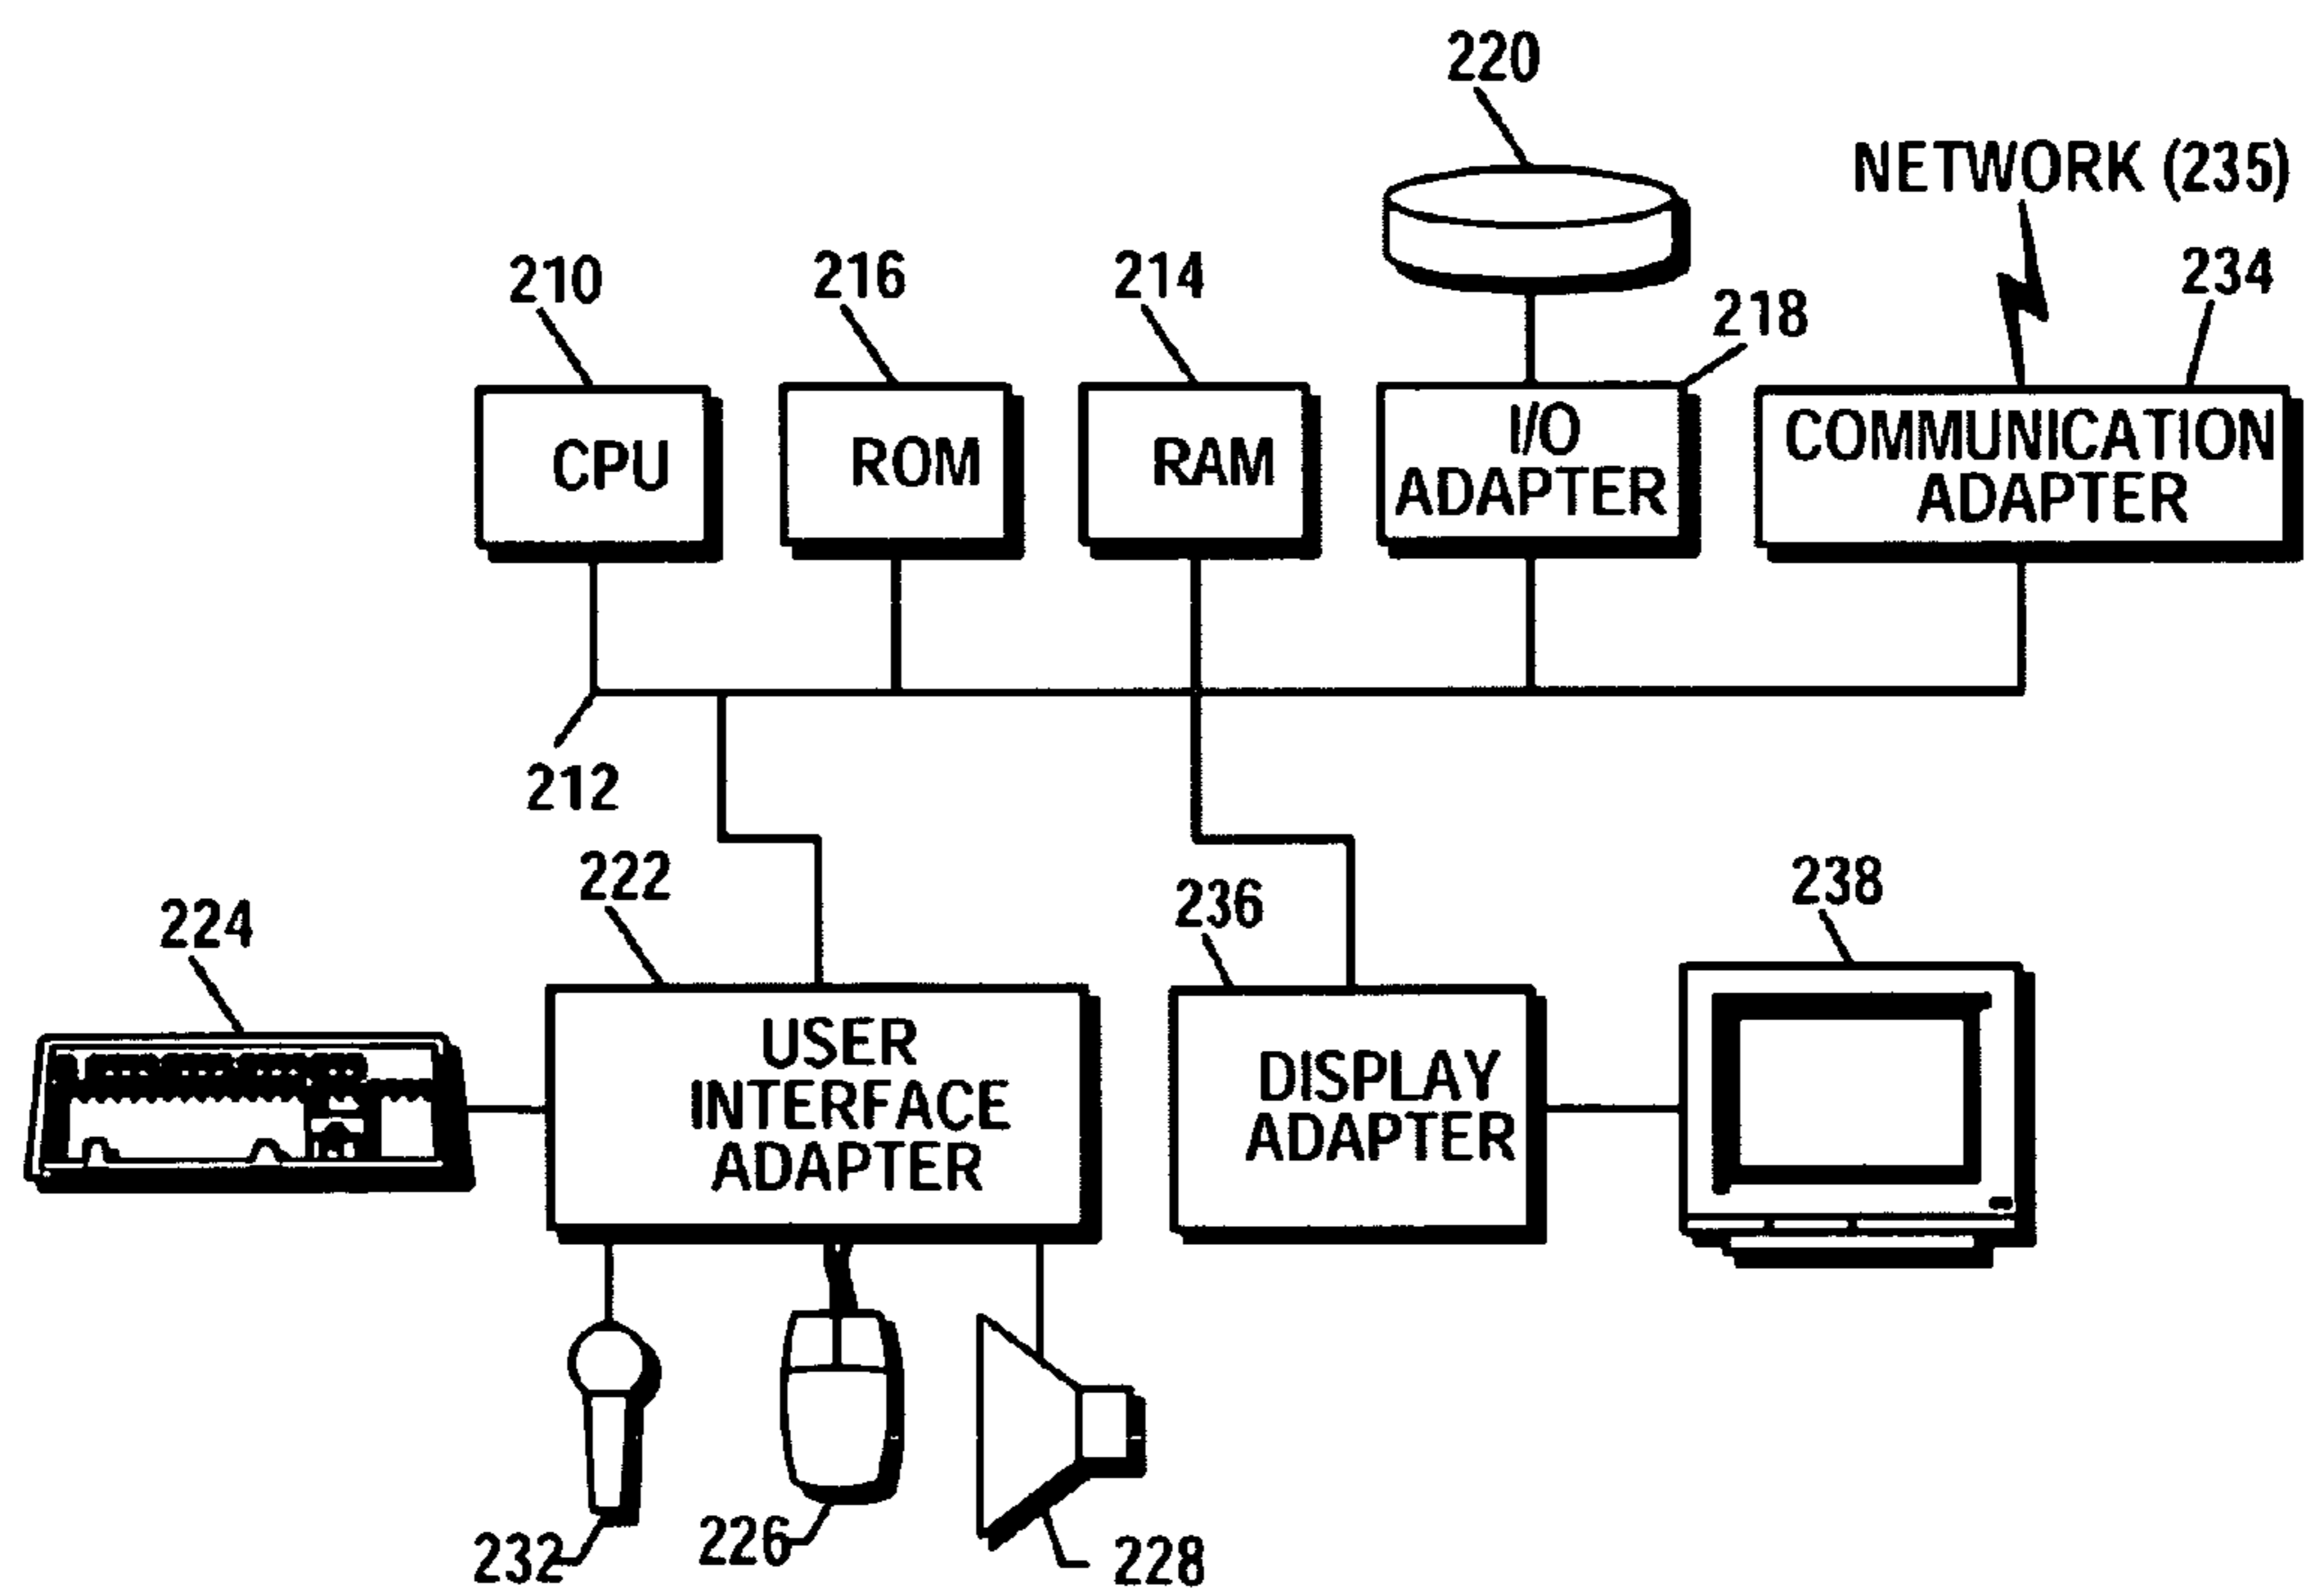 220
NETWORK (235)
210
216
214
234
218
CPU
ROM
RAM
I/O
ADAPTER
COMMUNICATION
ADAPTER
212
222
236
238
224
USER
INTERFACE
ADAPTER
DISPLAY
ADAPTER
232
226
228